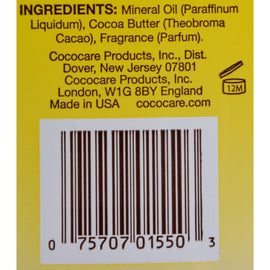 INGREDIENTS: Mineral Oil (Paraffinum
Liquidum), Cocoa Butter (Theobroma
Cacao), Fragrance (Parfum).
Cococare Products, Inc., Dist.
Dover, New Jersey 07801
Cococare Products, Inc.
London, W1G 8BY England
Made in USA cococare.com
12M
0 75707 01550 3